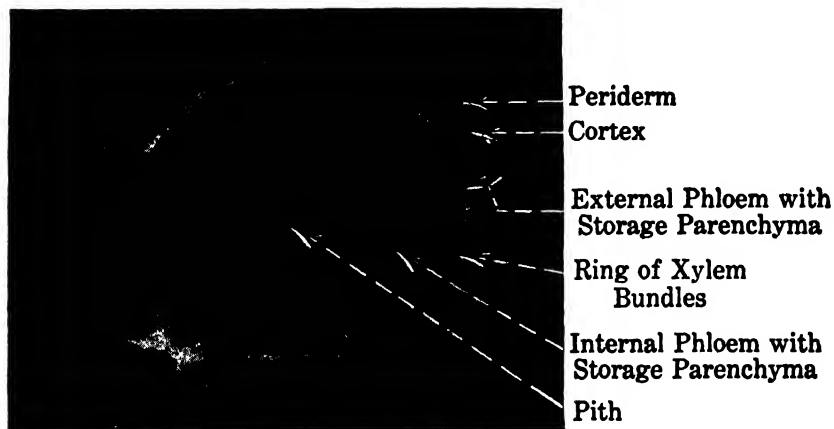 Periderm
Cortex
External Phloem with
Storage Parenchyma
Ring of Xylem
Bundles
Internal Phloem with
Storage Parenchyma
Pith